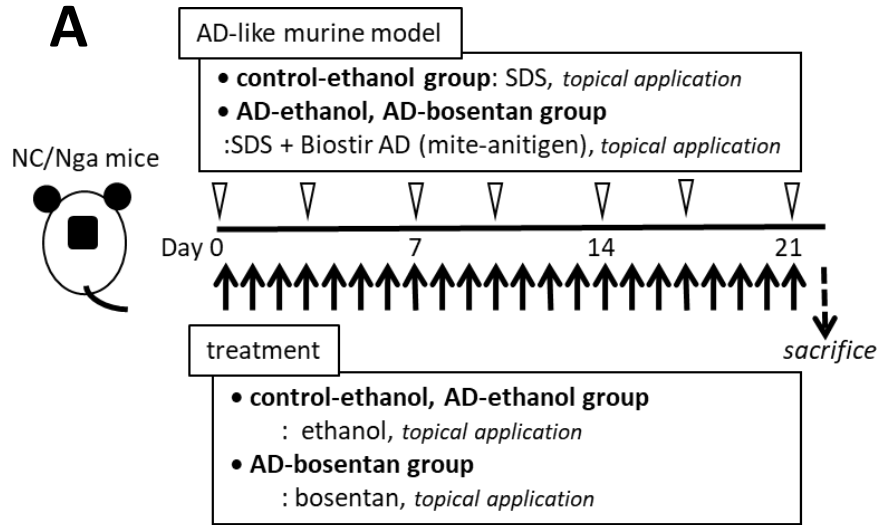 A
AD-like murine model
• control-ethanol group: SDS, topical application
• AD-ethanol, AD-bosentan group
:SDS + Biostir AD (mite-anitigen), topical application
NC/Nga mice
Day 0 7 14 21
sacrifice
treatment
• control-ethanol, AD-ethanol group
: ethanol, topical application
• AD-bosentan group
: bosentan, topical application